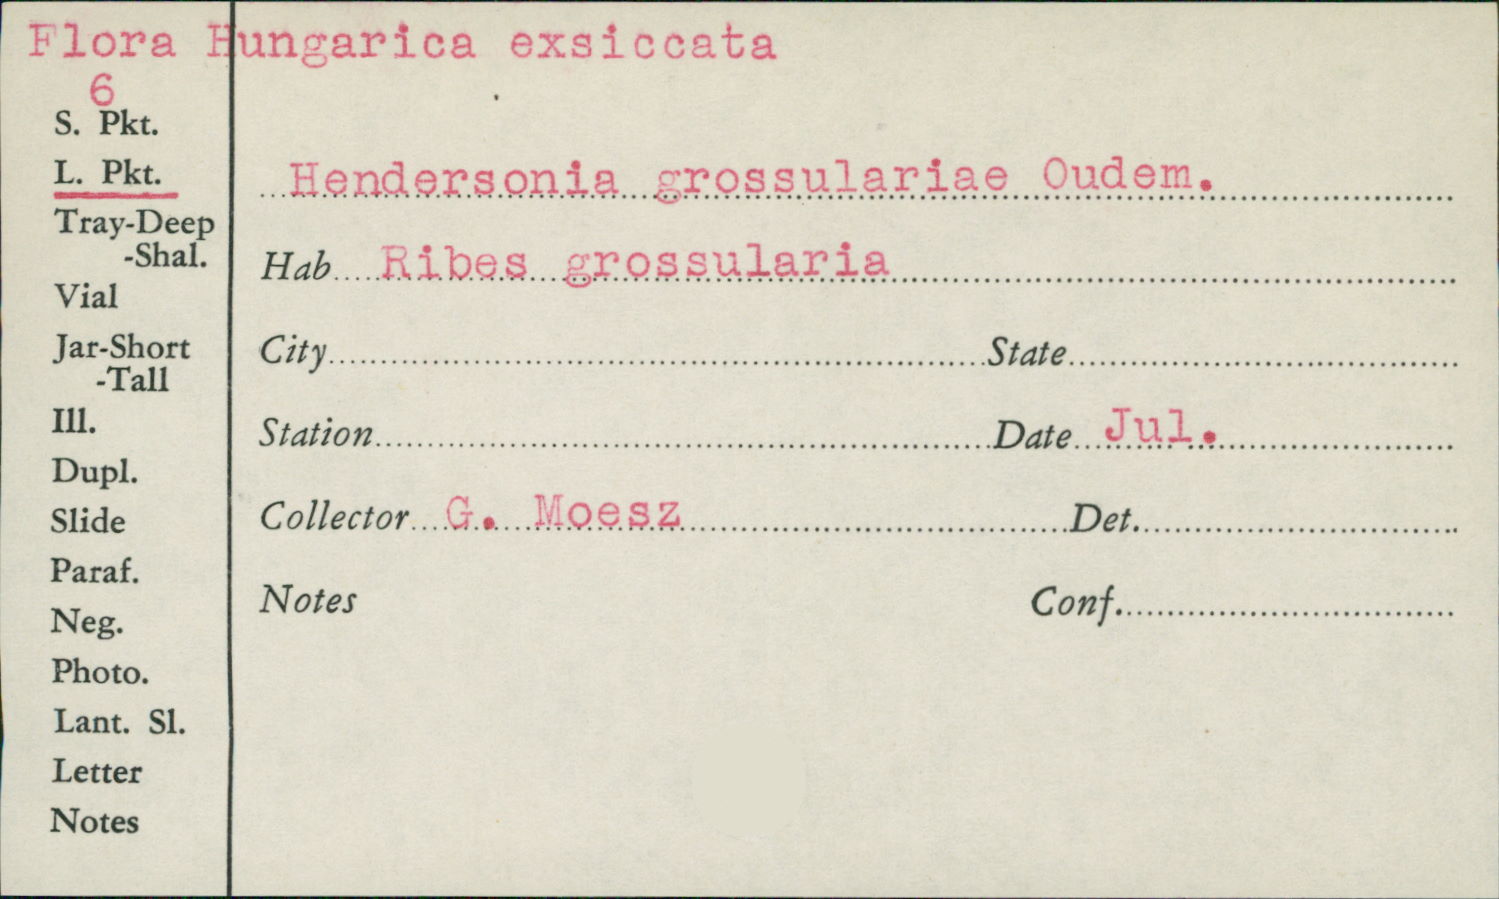 Flora Hungarica exsiccata
6
S. Pkt.
L. Pkt.
Tray-Deep
-Shal.
Vial
Jar-Short
-Tall
Ill.
Dupl.
Slide
Paraf.
Neg.
Photo.
Lant. Sl.
Letter
Notes
Hendersonia grossulariae Oudem.
Hab. Ribes grossularia
City State
Station Date Jul.
Collector G. Moesz Det.
Notes Conf.